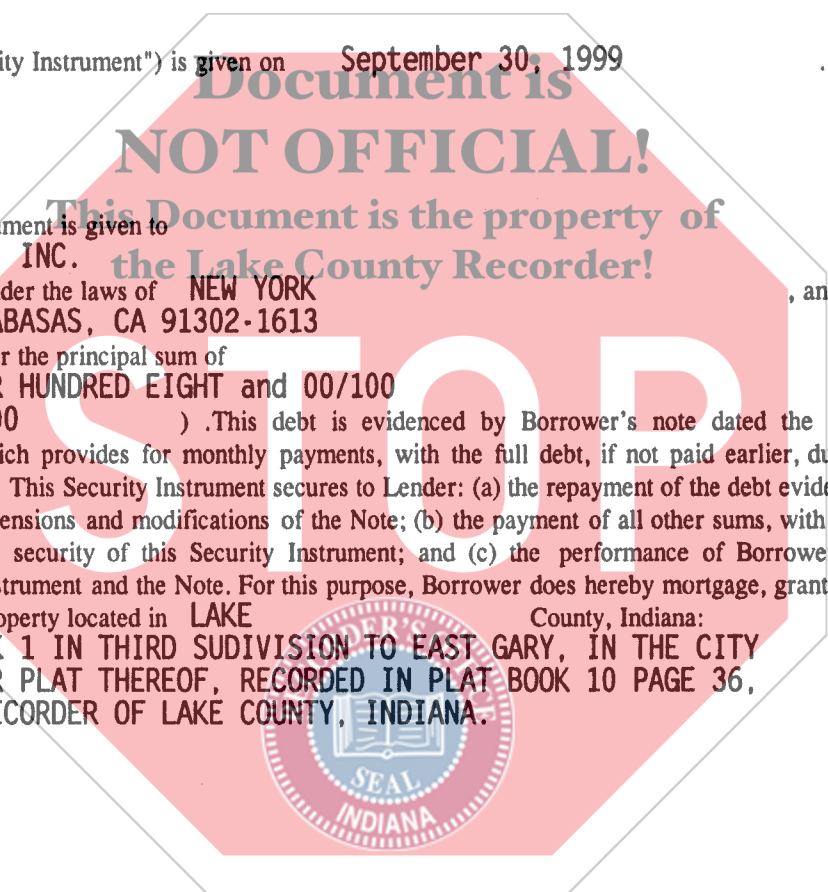 ity Instrument") is given on September 30, 1999 .
Document is
NOT OFFICIAL!
This Document is the property of
ment is given to
INC.
the Lake County Recorder!
der the laws of NEW YORK , an
ABASAS, CA 91302-1613
r the principal sum of
R HUNDRED EIGHT and 00/100
00 ) .This debt is evidenced by Borrower's note dated the
ich provides for monthly payments, with the full debt, if not paid earlier, du
This Security Instrument secures to Lender: (a) the repayment of the debt evide
ensions and modifications of the Note; (b) the payment of all other sums, with
security of this Security Instrument; and (c) the performance of Borrowe
strument and the Note. For this purpose, Borrower does hereby mortgage, grant
operty located in LAKE County, Indiana:
K 1 IN THIRD SUDIVISION TO EAST GARY, IN THE CITY
R PLAT THEREOF, RECORDED IN PLAT BOOK 10 PAGE 36,
ECORDER OF LAKE COUNTY, INDIANA.
STOP
RECORDER'S OFFICE
SEAL
INDIANA